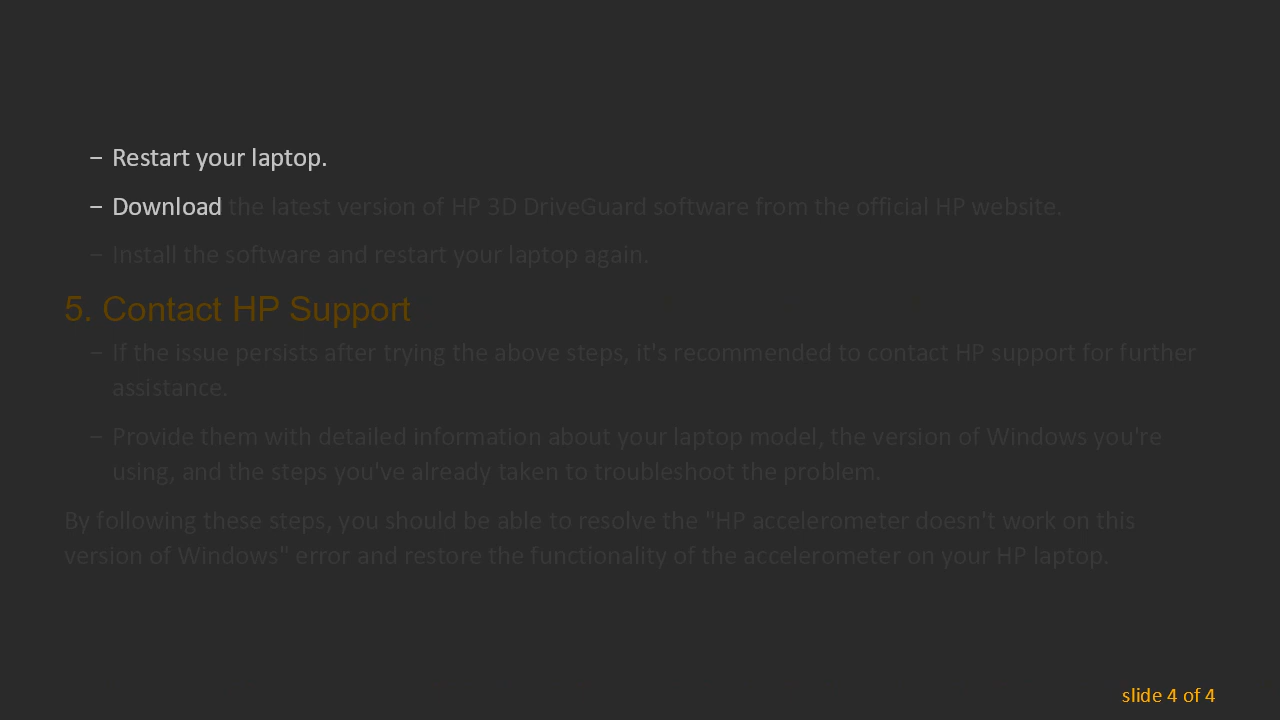 – Restart your laptop.
– Download the latest version of HP 3D DriveGuard software from the official HP website.
– Install the software and restart your laptop again.
5. Contact HP Support
– If the issue persists after trying the above steps, it's recommended to contact HP support for further
assistance.
– Provide them with detailed information about your laptop model, the version of Windows you're
using, and the steps you've already taken to troubleshoot the problem.
By following these steps, you should be able to resolve the "HP accelerometer doesn't work on this
version of Windows" error and restore the functionality of the accelerometer on your HP laptop.
slide 4 of 4